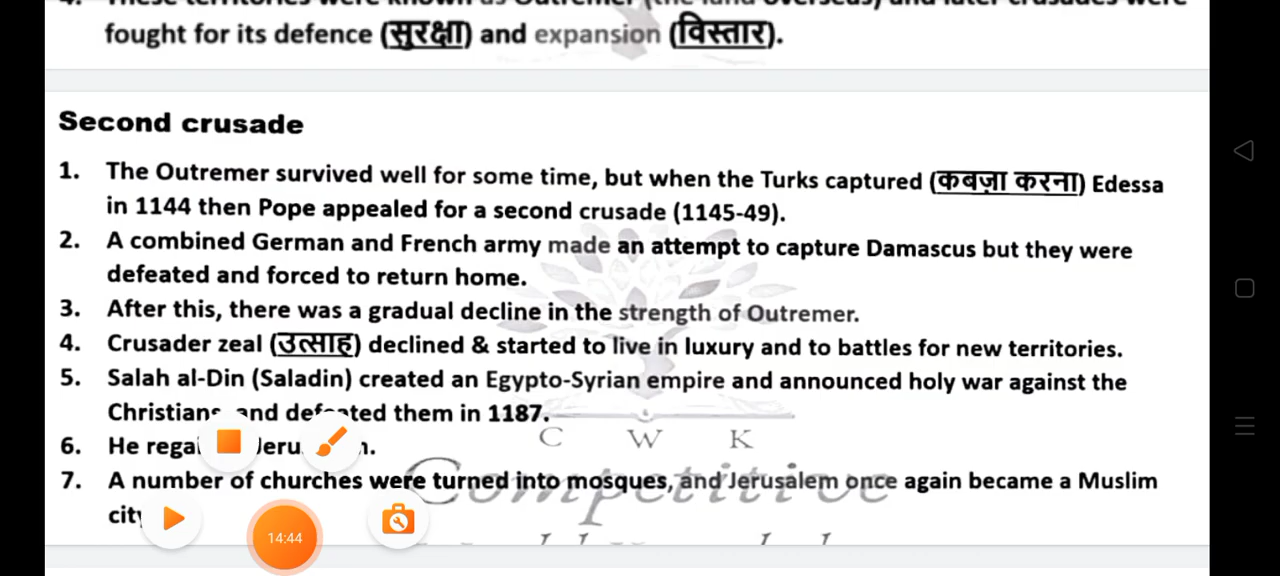 fought for its defence (सुरक्षा) and expansion (विस्तार).
Second crusade
1. The Outremer survived well for some time, but when the Turks captured (कबज़ा करना) Edessa
in 1144 then Pope appealed for a second crusade (1145-49).
2. A combined German and French army made an attempt to capture Damascus but they were
defeated and forced to return home.
3. After this, there was a gradual decline in the strength of Outremer.
4. Crusader zeal (उत्साह) declined & started to live in luxury and to battles for new territories.
5. Salah al-Din (Saladin) created an Egypto-Syrian empire and announced holy war against the
Christians and defeated them in 1187.
C W K
6. He
7. A number of churches were turned into mosques, and Jerusalem once again became a Muslim
Competitive
14:44